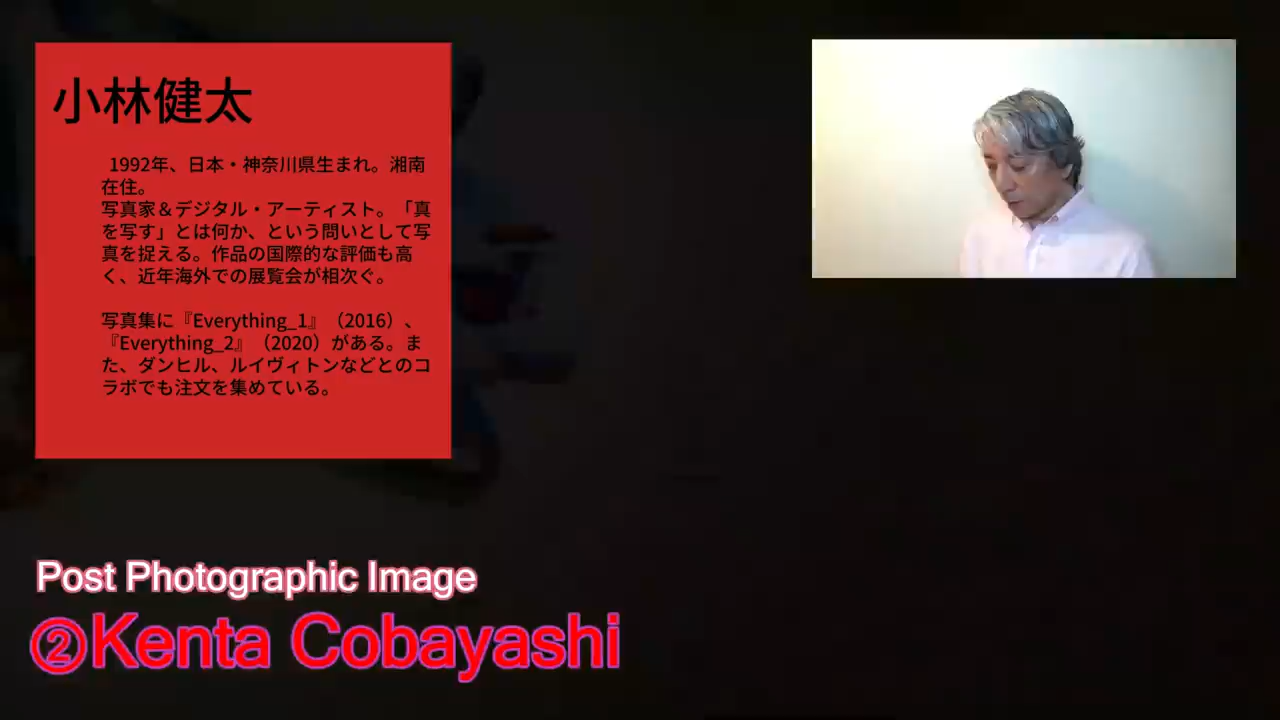 小林健太
1992年、日本・神奈川県生まれ。湘南
在住。
写真家＆デジタル・アーティスト。「真
を写す」とは何か、という問いとして写
真を捉える。作品の国際的な評価も高
く、近年海外での展覧会が相次ぐ。
写真集に『Everything_1』（2016）、
『Everything_2』（2020）がある。ま
た、ダンヒル、ルイヴィトンなどとのコ
ラボでも注文を集めている。
Post Photographic Image
②Kenta Cobayashi